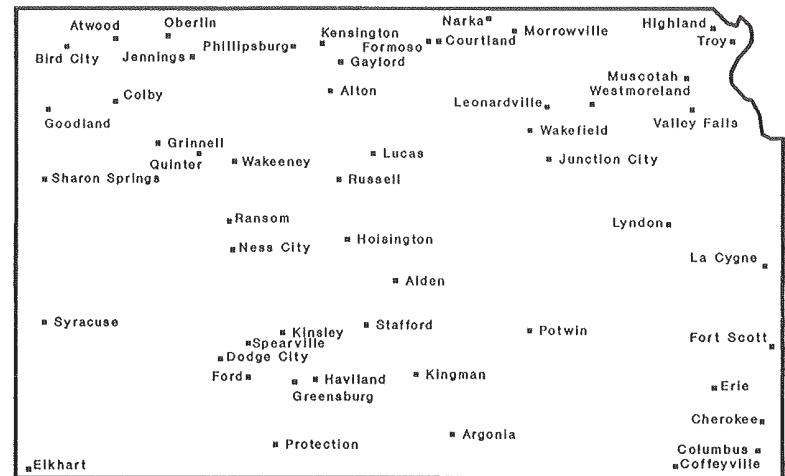 Oberlin
Atwood
Narka
Highland
Kensington
Morrowville
Bird City
Jennings
Phillipsburg
Formoso
Courtland
Troy
Gaylord
Muscotah
Colby
Alton
Westmoreland
Leonardville
Goodland
Valley Falls
Wakefield
Grinnell
Quinter
Wakeeney
Lucas
Junction City
Sharon Springs
Russell
Ransom
Lyndon
Ness City
Hoisington
La Cygne
Alden
Syracuse
Kinsley
Stafford
Potwin
Spearville
Fort Scott
Dodge City
Ford
Haviland
Kingman
Greensburg
Erie
Cherokee
Protection
Argonia
Columbus
Elkhart
Coffeyville